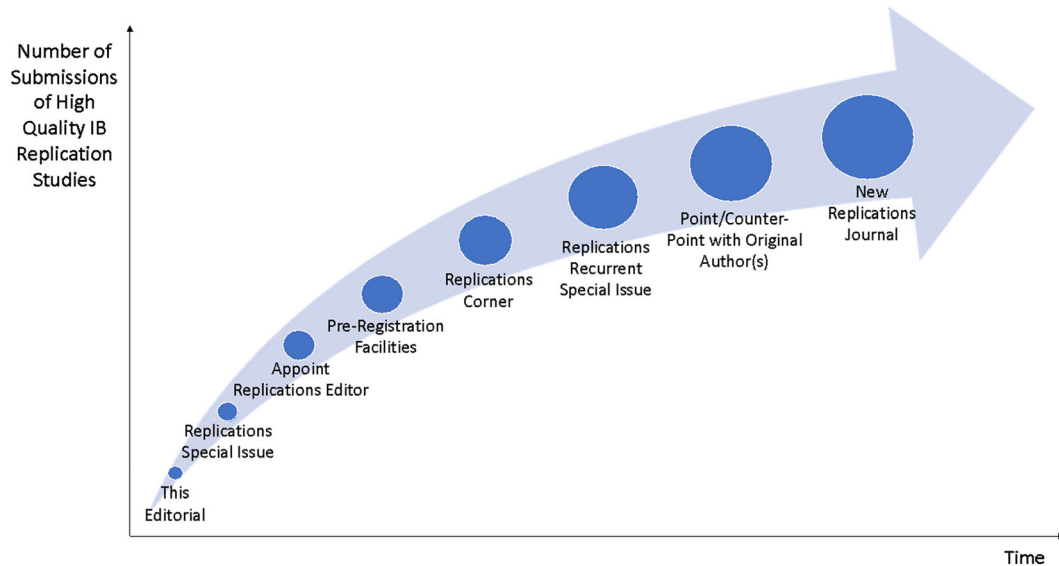 Number of
Submissions
of High
Quality IB
Replication
Studies
This
Editorial
Replications
Special Issue
Appoint
Replications Editor
Pre-Registration
Facilities
Replications
Corner
Replications
Recurrent
Special Issue
Point/Counter-
Point with Original
Author(s)
New
Replications
Journal
Time